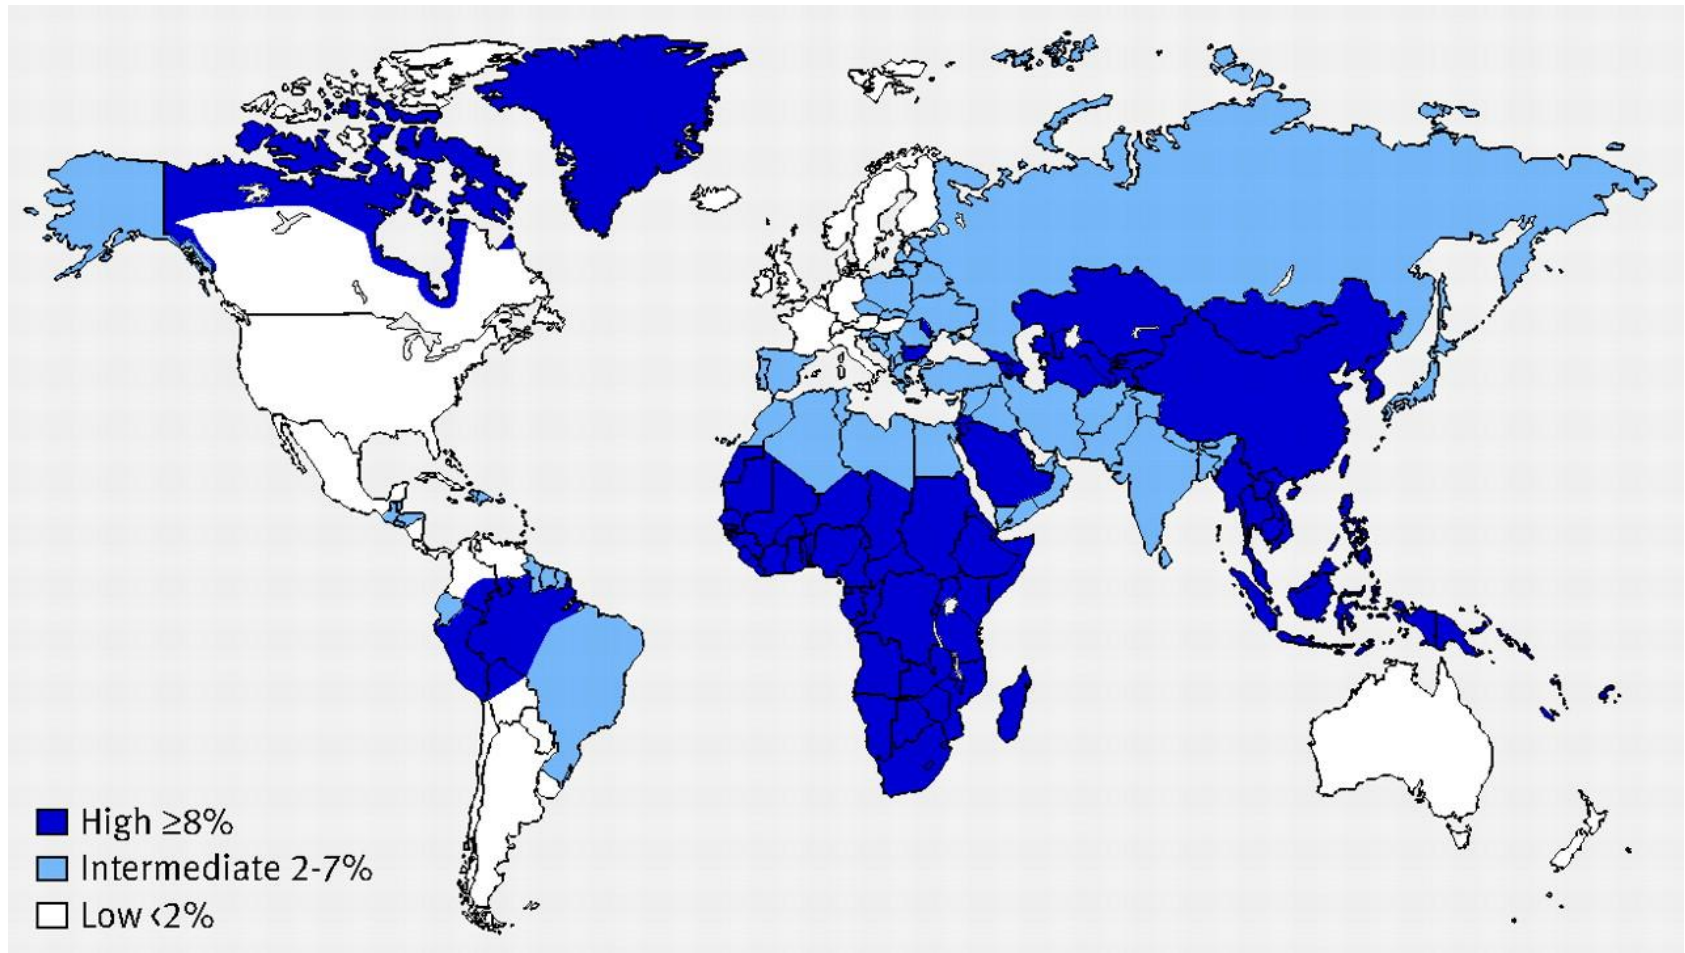 High ≥8%
Intermediate 2-7%
Low <2%